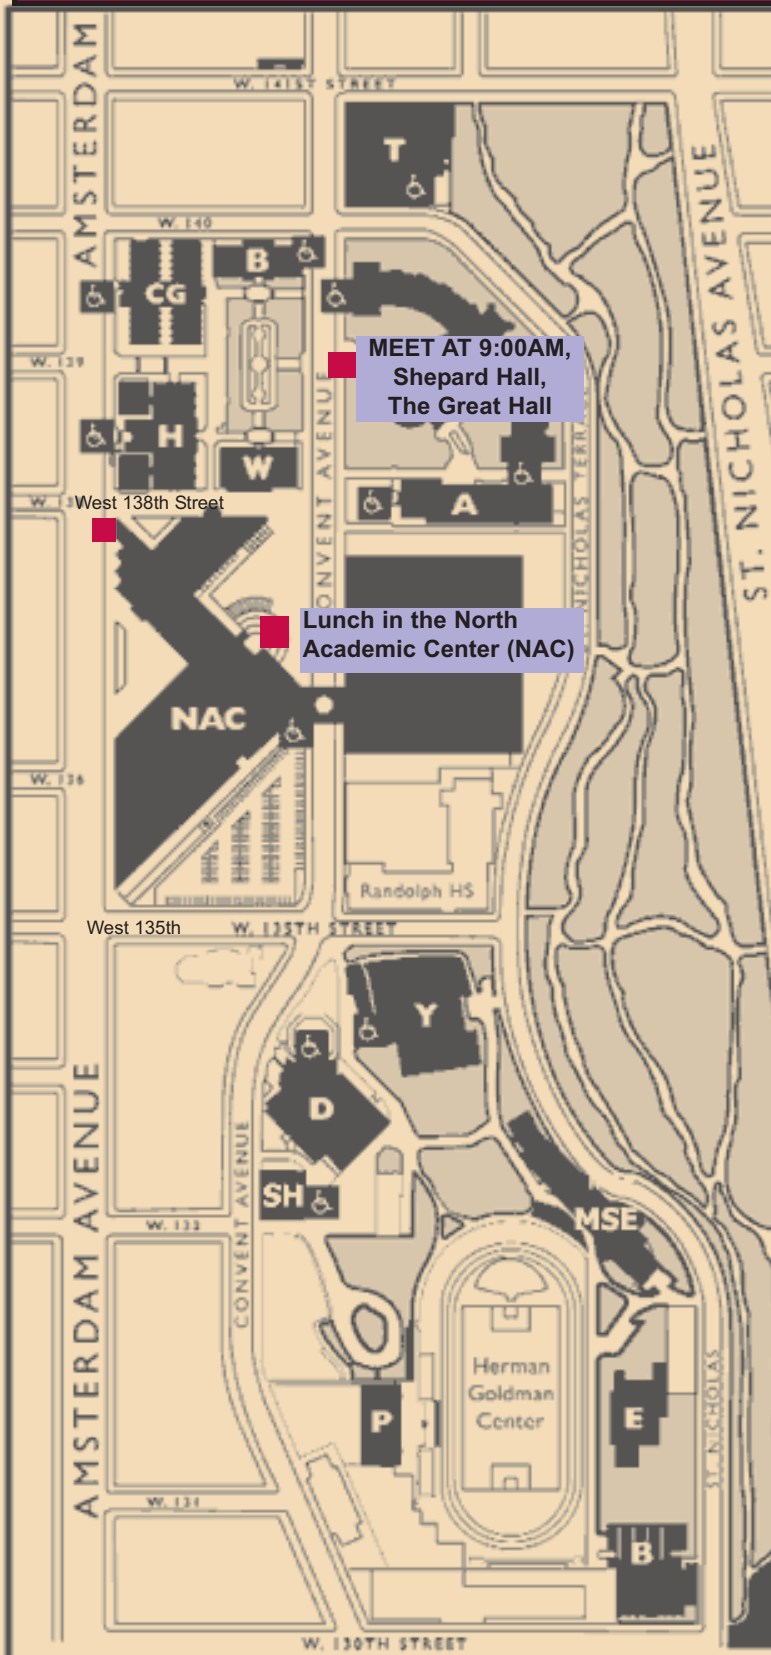 AMSTERDAM
W. 141ST STREET
T
ST. NICHOLAS AVENUE
W. 140
B
CG
MEET AT 9:00AM,
Shepard Hall,
The Great Hall
W. 139
H
W
CONVENT AVENUE
NICHOLAS TERRACE
A
West 138th Street
Lunch in the North
Academic Center (NAC)
NAC
W. 136
Randolph HS
West 135th
W. 135TH STREET
Y
D
AMSTERDAM AVENUE
CONVENT AVENUE
SH
MSE
W. 133
Herman
Goldman
Center
P
E
ST. NICHOLAS
W. 131
B
W. 130TH STREET